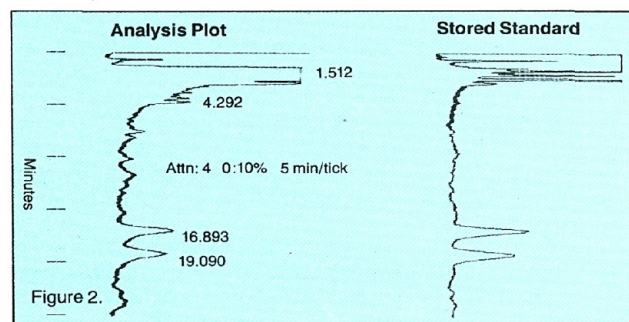 Analysis Plot
Stored Standard
1.512
4.292
Minutes
Attn: 4 0:10% 5 min/tick
16.893
19.090
Figure 2.